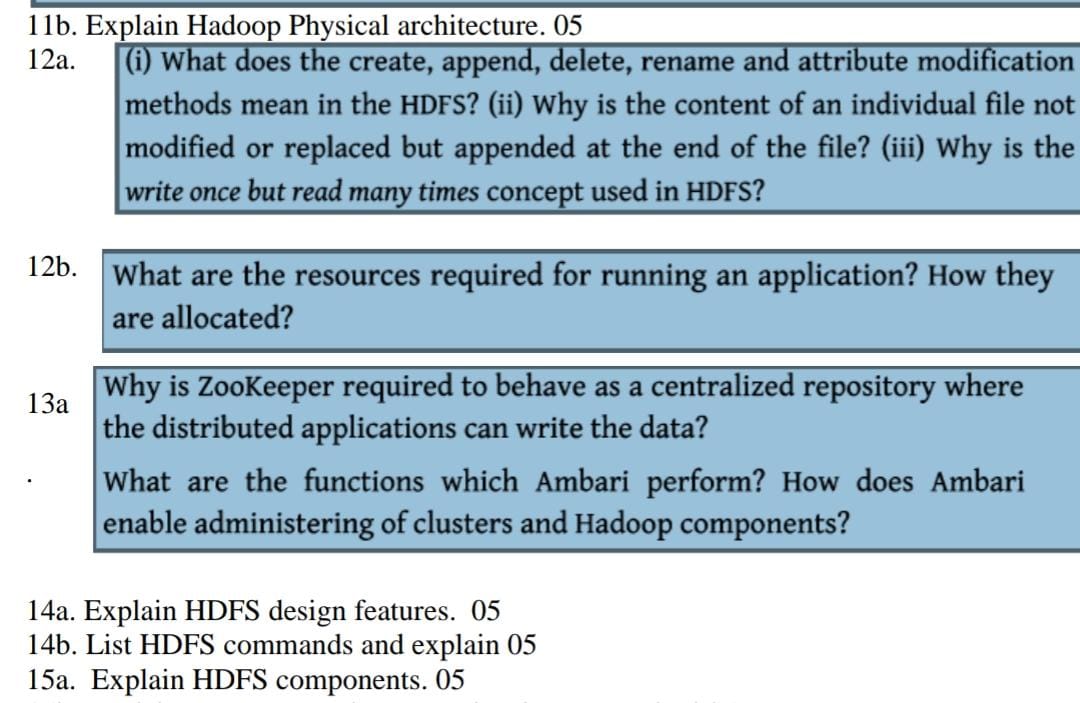 11b. Explain Hadoop Physical architecture. 05
12a. (i) What does the create, append, delete, rename and attribute modification
methods mean in the HDFS? (ii) Why is the content of an individual file not
modified or replaced but appended at the end of the file? (iii) Why is the
write once but read many times concept used in HDFS?
12b. What are the resources required for running an application? How they
are allocated?
13a Why is ZooKeeper required to behave as a centralized repository where
the distributed applications can write the data?
. What are the functions which Ambari perform? How does Ambari
enable administering of clusters and Hadoop components?
14a. Explain HDFS design features. 05
14b. List HDFS commands and explain 05
15a. Explain HDFS components. 05